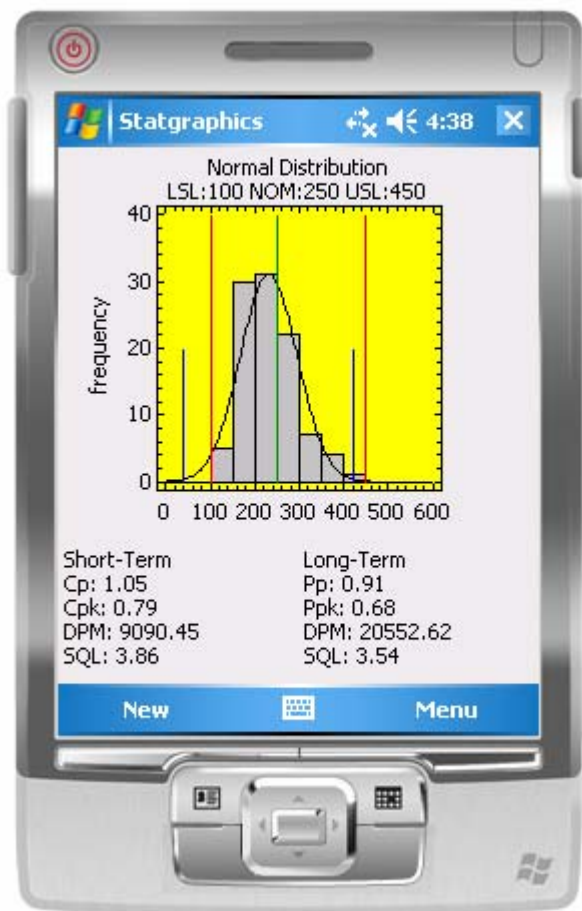 Statgraphics 4:38
Normal Distribution
LSL:100 NOM:250 USL:450
40
30
20
10
0
frequency
0 100 200 300 400 500 600
Short-Term
Cp: 1.05
Cpk: 0.79
DPM: 9090.45
SQL: 3.86
Long-Term
Pp: 0.91
Ppk: 0.68
DPM: 20552.62
SQL: 3.54
New Menu